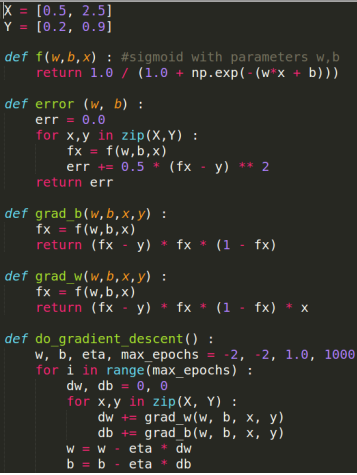 X = [0.5, 2.5]
Y = [0.2, 0.9]
def f(w,b,x) : #sigmoid with parameters w,b
    return 1.0 / (1.0 + np.exp(-(w*x + b)))
def error (w, b) :
    err = 0.0
    for x,y in zip(X,Y) :
        fx = f(w,b,x)
        err += 0.5 * (fx - y) ** 2
    return err
def grad_b(w,b,x,y) :
    fx = f(w,b,x)
    return (fx - y) * fx * (1 - fx)
def grad_w(w,b,x,y) :
    fx = f(w,b,x)
    return (fx - y) * fx * (1 - fx) * x
def do_gradient_descent() :
    w, b, eta, max_epochs = -2, -2, 1.0, 1000
    for i in range(max_epochs) :
        dw, db = 0, 0
        for x,y in zip(X, Y) :
            dw += grad_w(w, b, x, y)
            db += grad_b(w, b, x, y)
        w = w - eta * dw
        b = b - eta * db